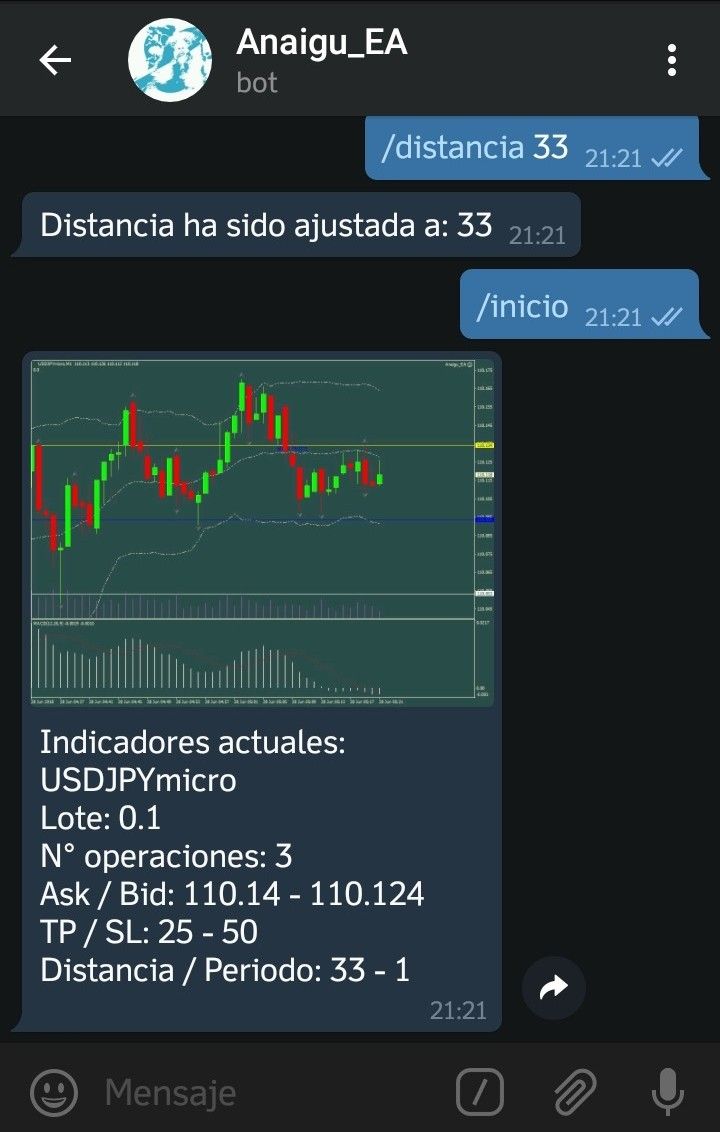 Anaigu_EA
bot
/distancia 33 21:21
Distancia ha sido ajustada a: 33 21:21
/inicio 21:21
Anaigu_EA
Indicadores actuales:
USDJPYmicro
Lote: 0.1
N° operaciones: 3
Ask / Bid: 110.14 - 110.124
TP / SL: 25 - 50
Distancia / Periodo: 33 - 1
21:21
Mensaje